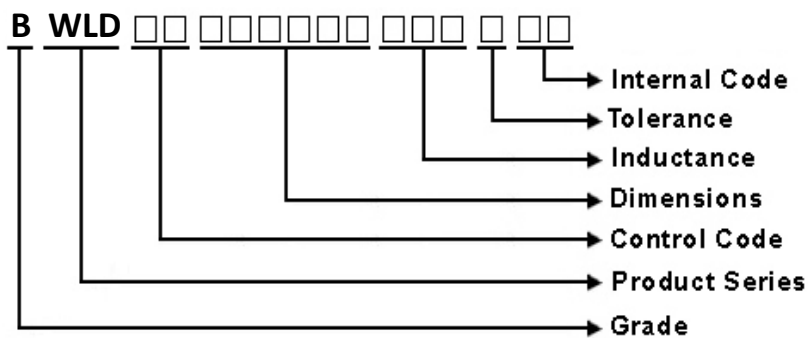 B WLD □□ □□□□□□ □□□ □ □□
Internal Code
Tolerance
Inductance
Dimensions
Control Code
Product Series
Grade